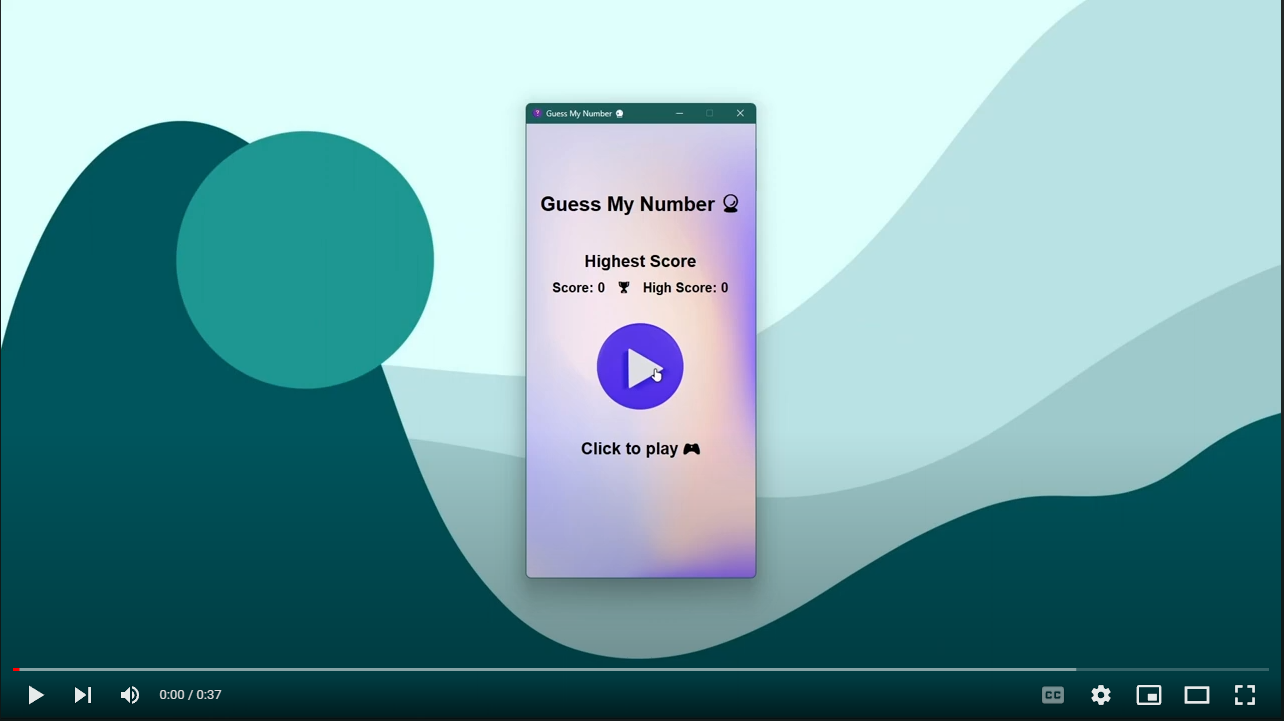 Guess My Number
Guess My Number
Highest Score
Score: 0 High Score: 0
Click to play
0:00 / 0:37
CC